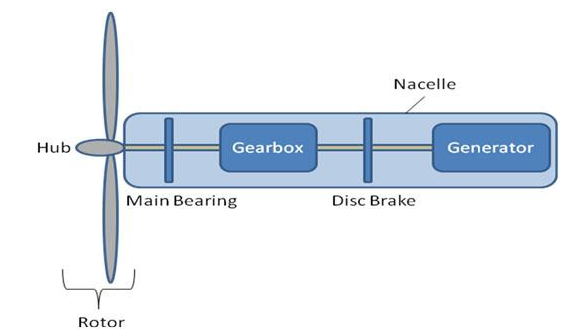 Nacelle
Hub
Gearbox
Generator
Main Bearing
Disc Brake
Rotor